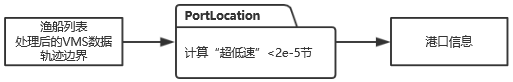 渔船列表
处理后的VMS数据
轨迹边界
PortLocation
计算“超低速”<2e-5节
港口信息